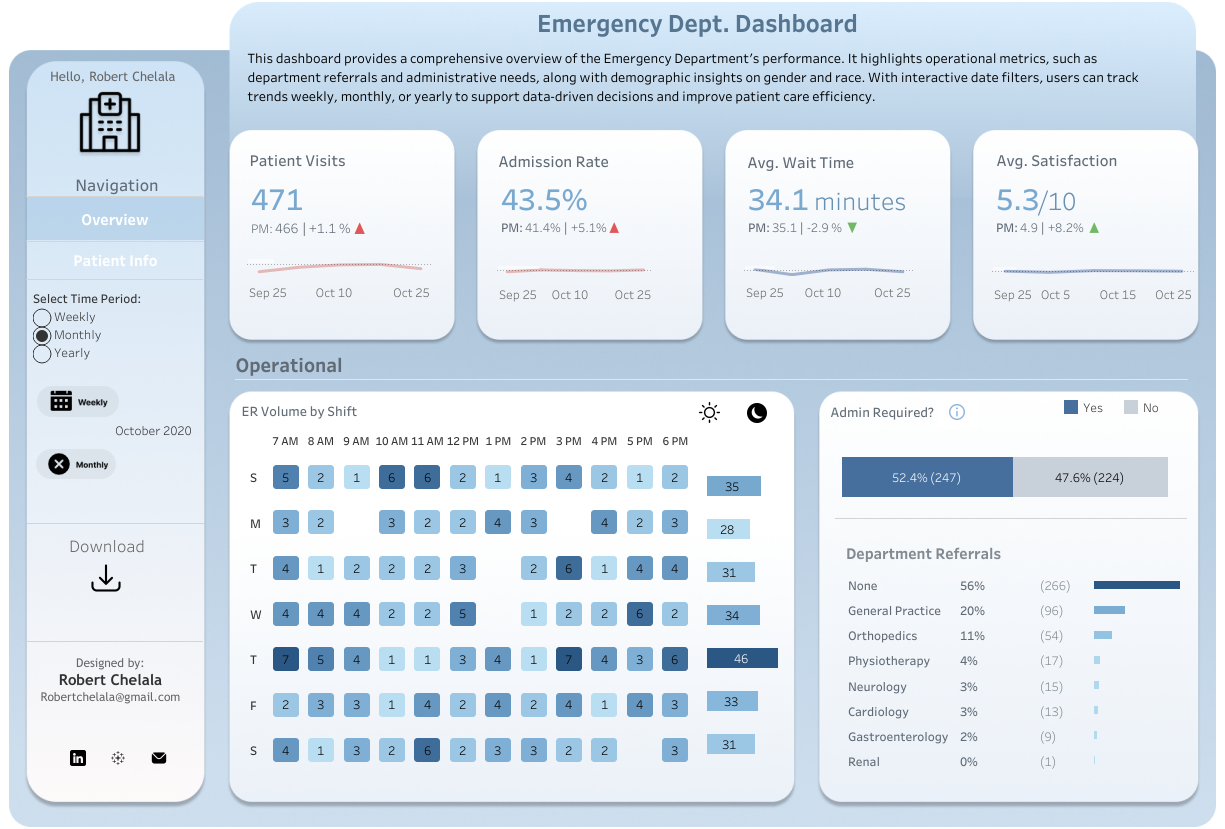 Emergency Dept. Dashboard
This dashboard provides a comprehensive overview of the Emergency Department's performance. It highlights operational metrics, such as
department referrals and administrative needs, along with demographic insights on gender and race. With interactive date filters, users can track
trends weekly, monthly, or yearly to support data-driven decisions and improve patient care efficiency.
Hello, Robert Chelala
Navigation
Overview
Patient Info
Select Time Period:
Weekly
Monthly
Yearly
Weekly
October 2020
Monthly
Download
Designed by:
Robert Chelala
Robertchelala@gmail.com
in
Patient Visits
471
PM: 466 | +1.1 %
Sep 25 Oct 10 Oct 25
Admission Rate
43.5%
PM: 41.4% | +5.1%
Sep 25 Oct 10 Oct 25
Avg. Wait Time
34.1 minutes
PM: 35.1 | -2.9 %
Sep 25 Oct 10 Oct 25
Avg. Satisfaction
5.3/10
PM: 4.9 | +8.2%
Sep 25 Oct 5 Oct 15 Oct 25
Operational
ER Volume by Shift
7 AM 8 AM 9 AM 10 AM 11 AM 12 PM 1 PM 2 PM 3 PM 4 PM 5 PM 6 PM
S 5 2 1 6 6 2 1 3 4 2 1 2 35
M 3 2 3 2 2 4 3 4 2 3 28
T 4 1 2 2 2 3 2 6 1 4 4 31
W 4 4 4 2 2 5 1 2 2 6 2 34
T 7 5 4 1 1 3 4 1 7 4 3 6 46
F 2 3 3 1 4 2 4 2 4 1 4 3 33
S 4 1 3 2 6 2 3 3 2 2 3 31
Admin Required? i
Yes No
52.4% (247) 47.6% (224)
Department Referrals
None 56% (266)
General Practice 20% (96)
Orthopedics 11% (54)
Physiotherapy 4% (17)
Neurology 3% (15)
Cardiology 3% (13)
Gastroenterology 2% (9)
Renal 0% (1)